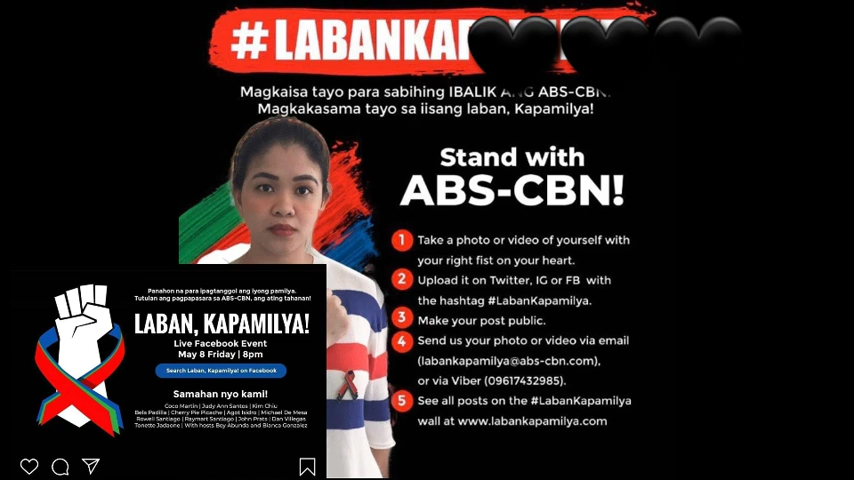 # LABANKAP
Magkaisa tayo para sabihing IBALIK ANG ABS-CBN.
Magkakasama tayo sa iisang laban, Kapamilya!
Stand with
ABS-CBN!
1 Take a photo or video of yourself with
your right fist on your heart.
2 Upload it on Twitter, IG or FB with
the hashtag #LabanKapamilya.
3 Make your post public.
4 Send us your photo or video via email
(labankapamilya@abs-cbn.com),
or via Viber (09617432985).
5 See all posts on the #LabanKapamilya
wall at www.labankapamilya.com
Panahon na para ipagtanggol ang iyong pamilya.
Tutulan ang pagpapasara sa ABS-CBN, ang ating tahanan!
LABAN, KAPAMILYA!
Live Facebook Event
May 8 Friday | 8pm
Search Laban, Kapamilya! on Facebook
Samahan nyo kami!
Coco Martin | Judy Ann Santos | Kim Chiu
Bela Padilla | Cherry Pie Picache | Agot Isidro | Michael De Mesa
Rowell Santiago | Raymart Santiago | John Prats | Dan Villegas
Tonette Jadaone | With hosts Boy Abunda and Bianca Gonzalez